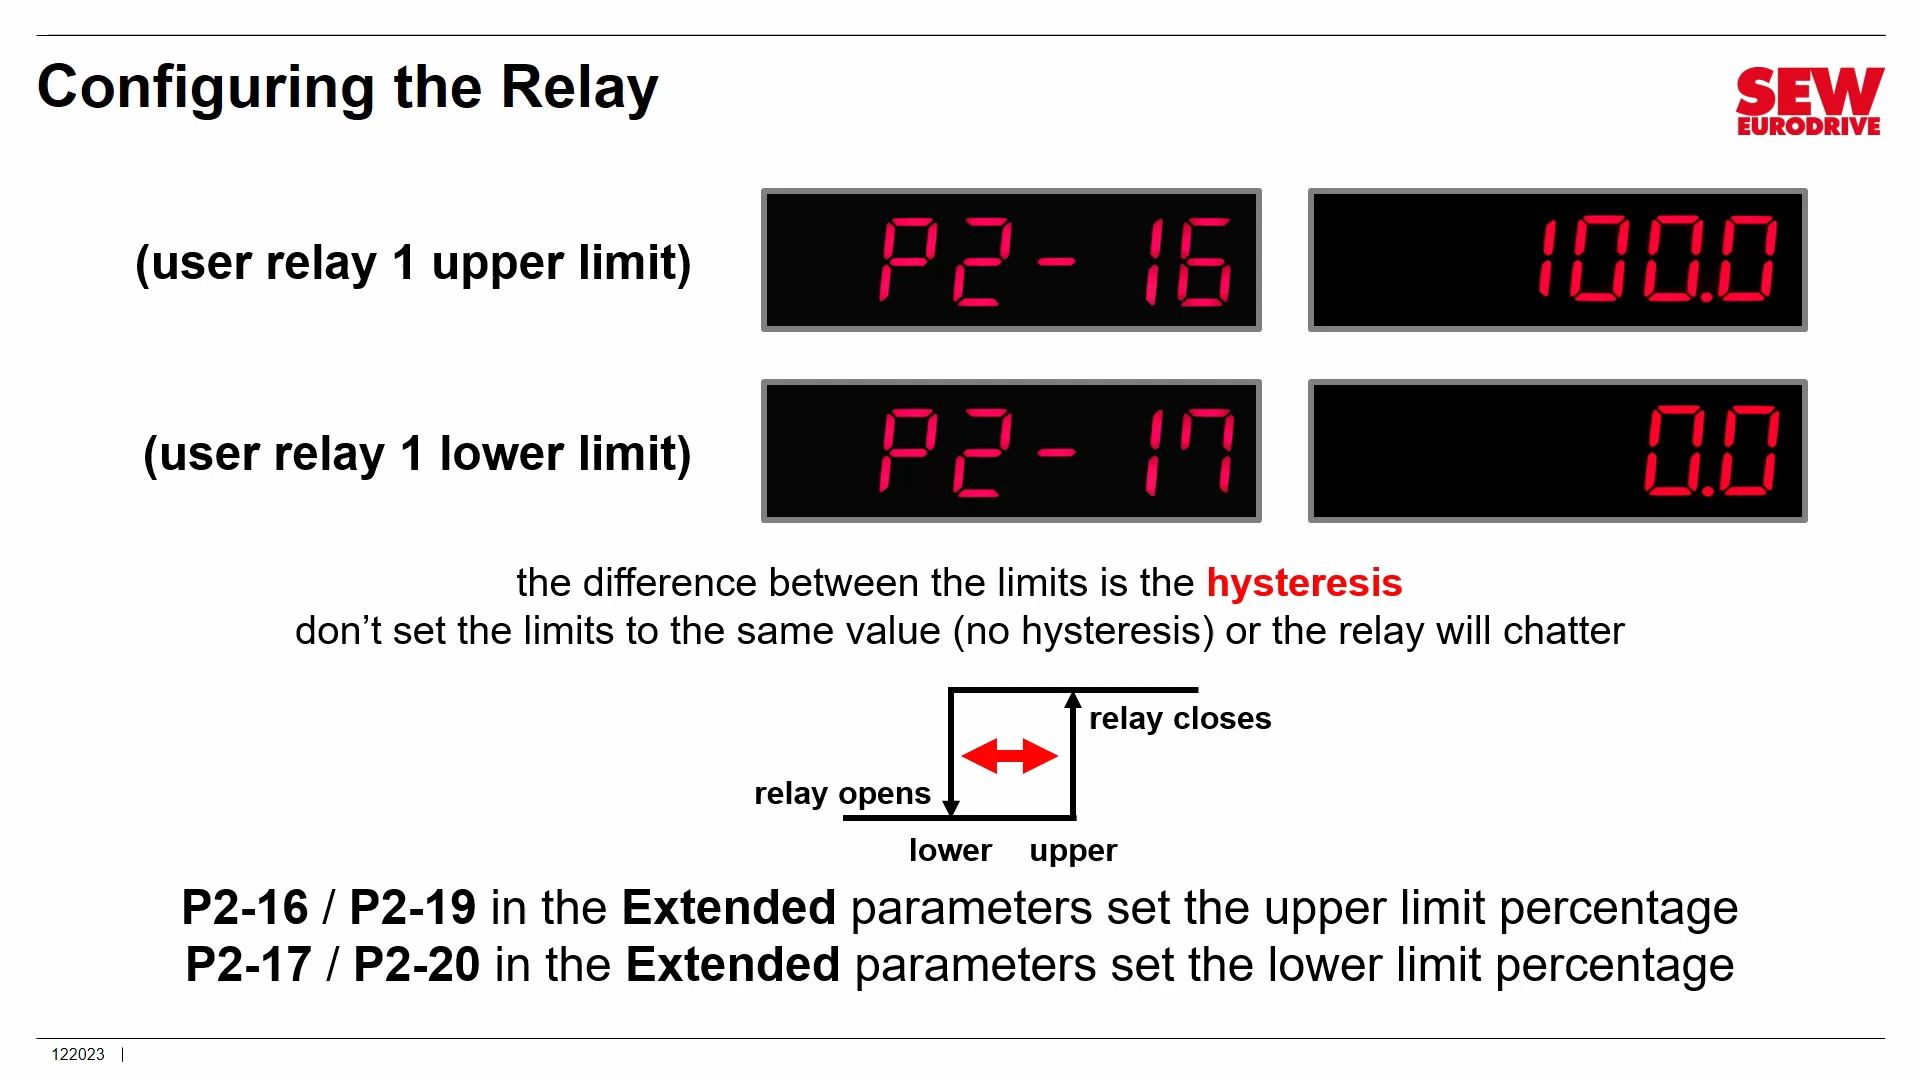 Configuring the Relay
SEW
EURODRIVE
(user relay 1 upper limit)
P2-16
100.0
(user relay 1 lower limit)
P2-17
0.0
the difference between the limits is the hysteresis
don’t set the limits to the same value (no hysteresis) or the relay will chatter
relay closes
relay opens
lower upper
P2-16 / P2-19 in the Extended parameters set the upper limit percentage
P2-17 / P2-20 in the Extended parameters set the lower limit percentage
122023 |